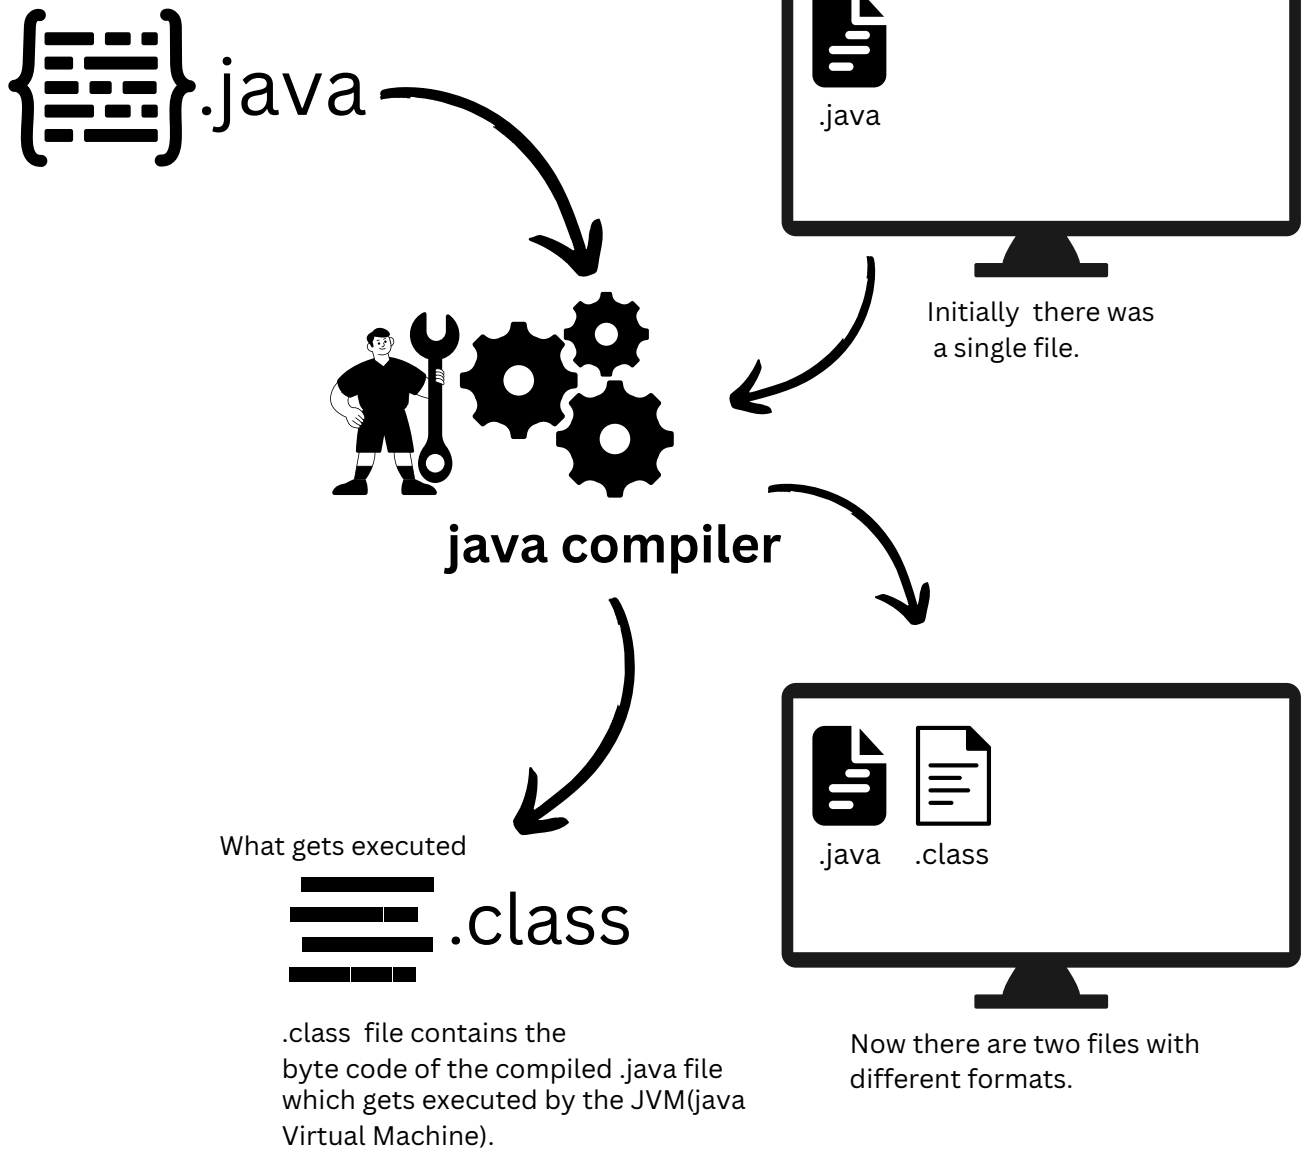 .java
.java
Initially  there was
a single file.
java compiler
.java
.class
What gets executed
.class
.class  file contains the
byte code of the compiled .java file
which gets executed by the JVM(java
Virtual Machine).
Now there are two files with
different formats.